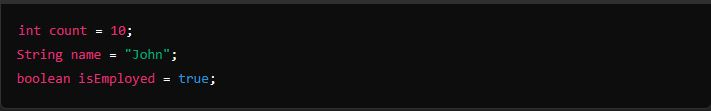 int count = 10;
String name = "John";
boolean isEmployed = true;